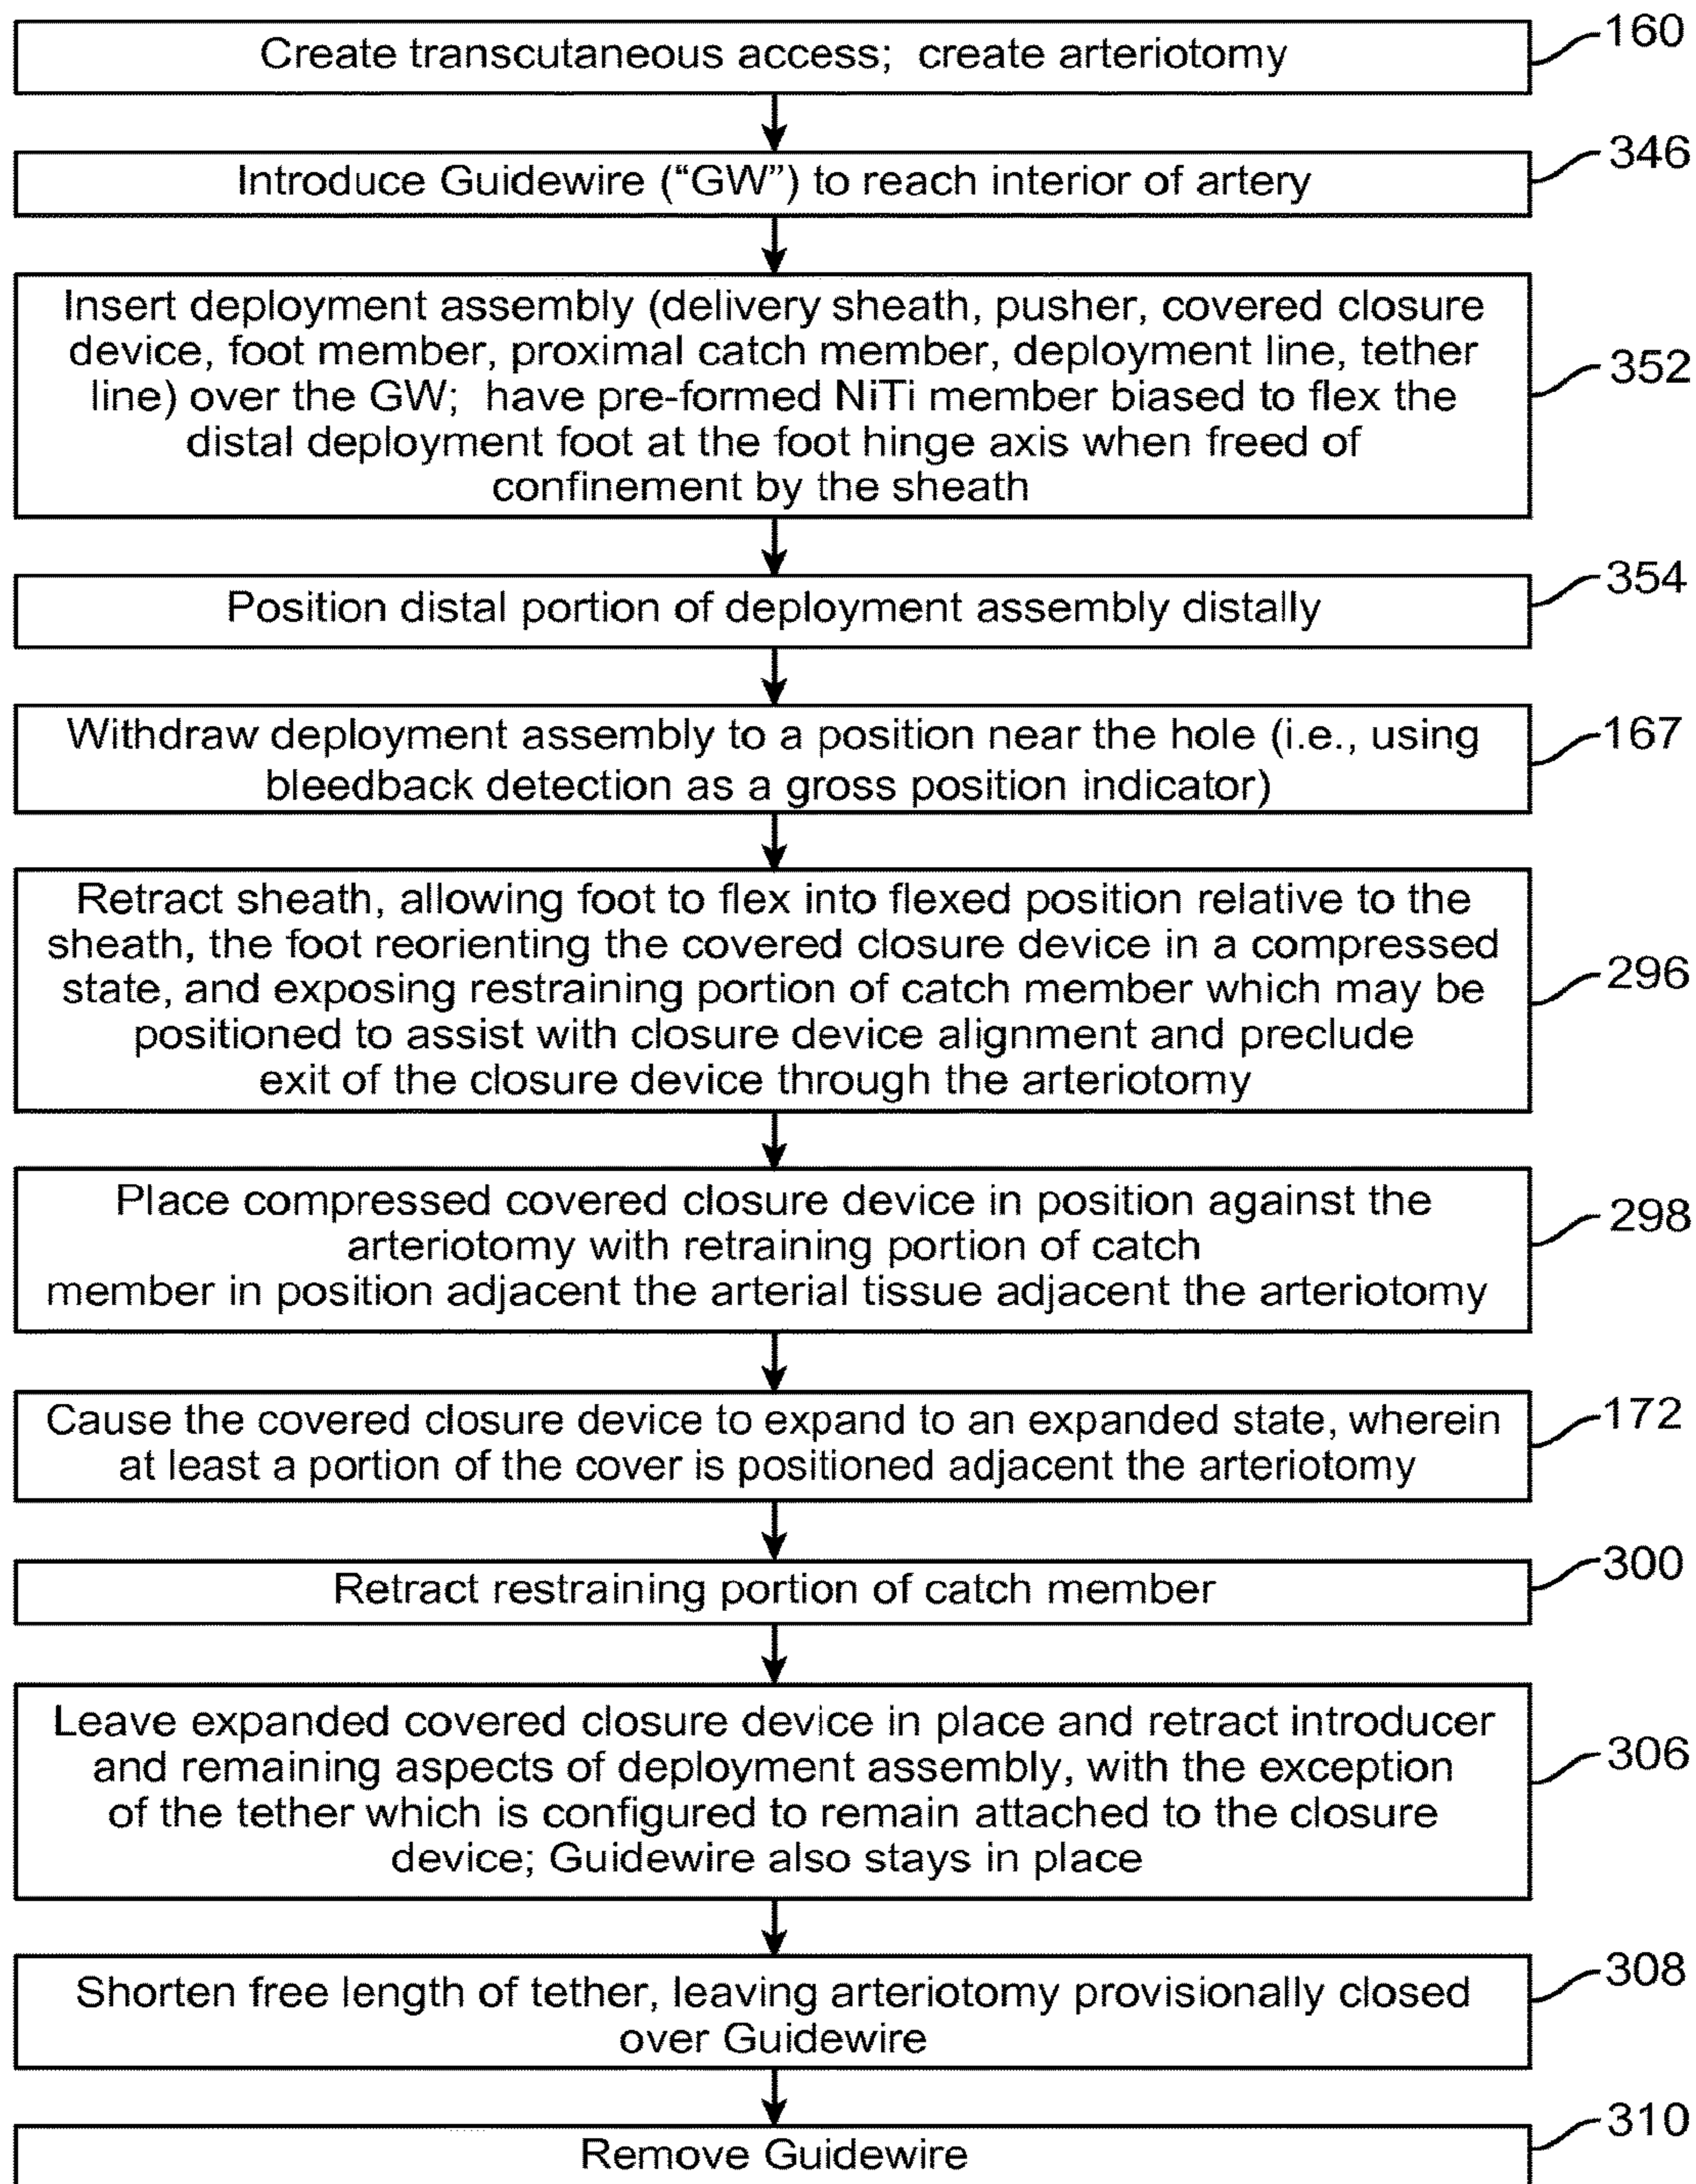 Create transcutaneous access; create arteriotomy
160
Introduce Guidewire (“GW”) to reach interior of artery
346
Insert deployment assembly (delivery sheath, pusher, covered closure
device, foot member, proximal catch member, deployment line, tether
line) over the GW; have pre-formed NiTi member biased to flex the
distal deployment foot at the foot hinge axis when freed of
confinement by the sheath
352
Position distal portion of deployment assembly distally
354
Withdraw deployment assembly to a position near the hole (i.e., using
bleedback detection as a gross position indicator)
167
Retract sheath, allowing foot to flex into flexed position relative to the
sheath, the foot reorienting the covered closure device in a compressed
state, and exposing restraining portion of catch member which may be
positioned to assist with closure device alignment and preclude
exit of the closure device through the arteriotomy
296
Place compressed covered closure device in position against the
arteriotomy with retraining portion of catch
member in position adjacent the arterial tissue adjacent the arteriotomy
298
Cause the covered closure device to expand to an expanded state, wherein
at least a portion of the cover is positioned adjacent the arteriotomy
172
Retract restraining portion of catch member
300
Leave expanded covered closure device in place and retract introducer
and remaining aspects of deployment assembly, with the exception
of the tether which is configured to remain attached to the closure
device; Guidewire also stays in place
306
Shorten free length of tether, leaving arteriotomy provisionally closed
over Guidewire
308
Remove Guidewire
310